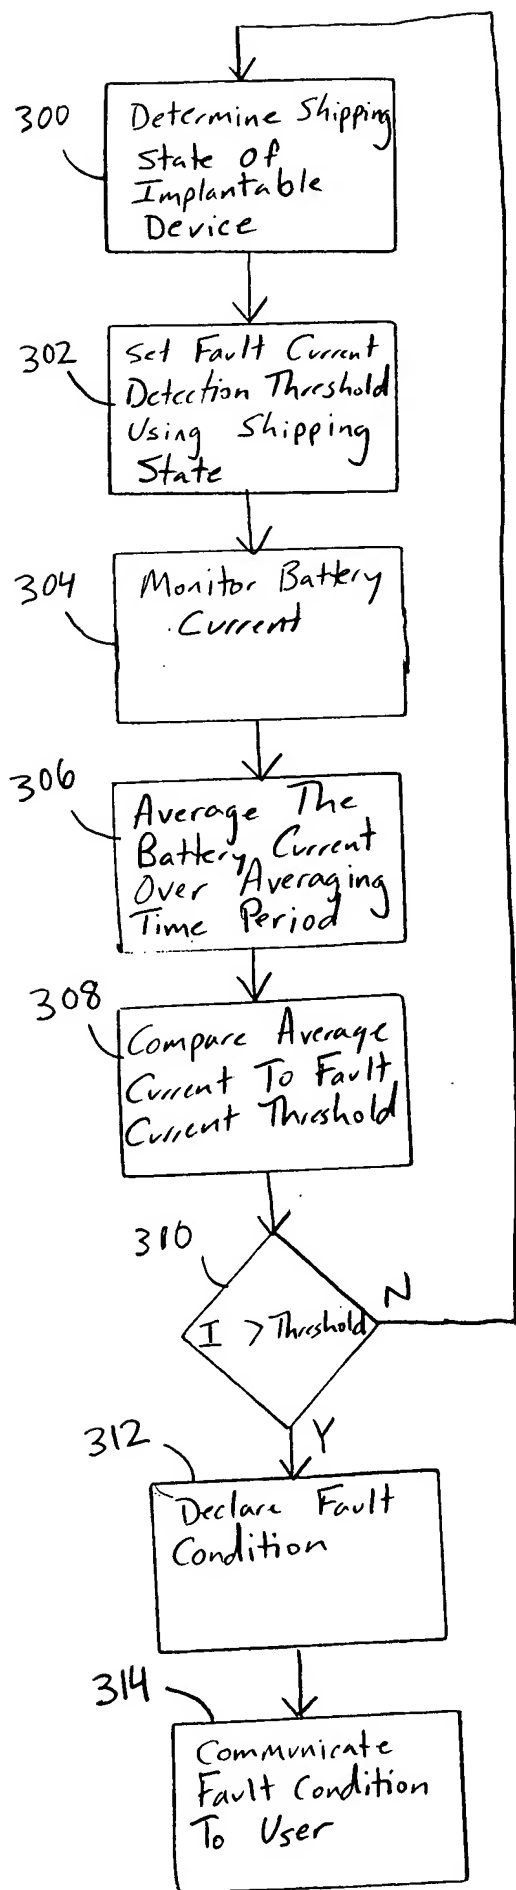 300
Determine Shipping
State of
Implantable
Device
302
Set Fault Current
Detection Threshold
Using Shipping
State
304
Monitor Battery
Current
306
Average The
Battery Current
Over Averaging
Time Period
308
Compare Average
Current To Fault
Current Threshold
310
I > Threshold
N
Y
312
Declare Fault
Condition
314
Communicate
Fault Condition
To User